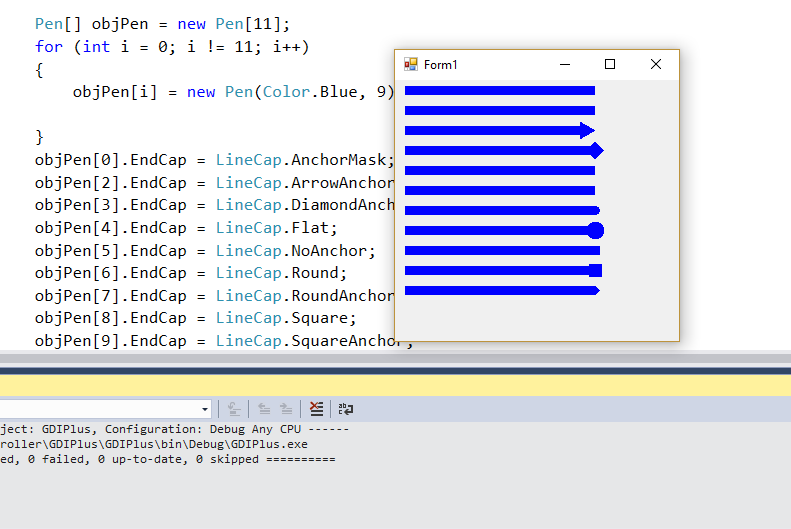 Pen[] objPen = new Pen[11];
for (int i = 0; i != 11; i++)
{
objPen[i] = new Pen(Color.Blue, 9)
}
objPen[0].EndCap = LineCap.AnchorMask;
objPen[2].EndCap = LineCap.ArrowAnchor
objPen[3].EndCap = LineCap.DiamondAnch
objPen[4].EndCap = LineCap.Flat;
objPen[5].EndCap = LineCap.NoAnchor;
objPen[6].EndCap = LineCap.Round;
objPen[7].EndCap = LineCap.RoundAnchor
objPen[8].EndCap = LineCap.Square;
objPen[9].EndCap = LineCap.SquareAnchor;
Form1
ject: GDIPlus, Configuration: Debug Any CPU ------
roller\GDIPlus\GDIPlus\bin\Debug\GDIPlus.exe
ed, 0 failed, 0 up-to-date, 0 skipped ==========